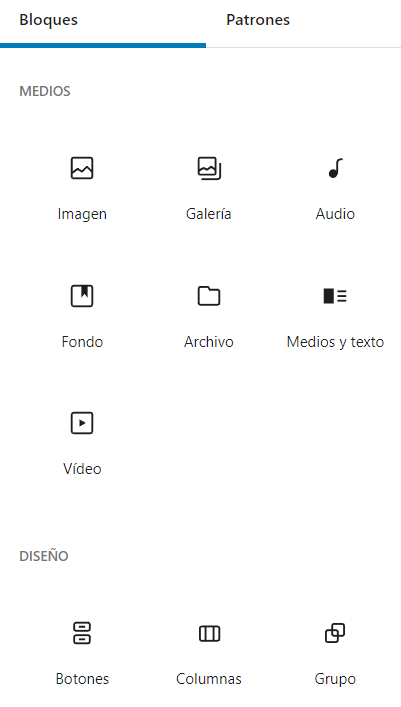 Bloques Patrones
MEDIOS
Imagen Galería Audio
Fondo Archivo Medios y texto
Vídeo
DISEÑO
Botones Columnas Grupo